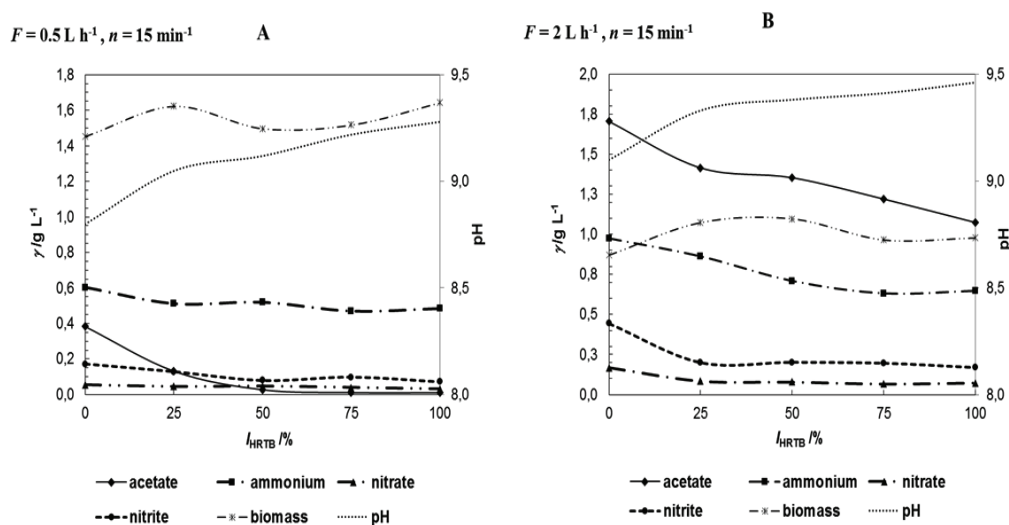 F = 0.5 L h-1 , n = 15 min-1
A
1,8
1,6
1,4
1,2
1,0
0,8
0,6
0,4
0,2
0,0
γ /g L-1
9,5
9,0
8,5
8,0
pH
0 25 50 75 100
lHRTB /%
acetate ammonium nitrate
nitrite biomass pH
F = 2 L h-1 , n = 15 min-1
B
2,0
1,8
1,5
1,3
1,0
0,8
0,5
0,3
0,0
γ /g L-1
9,5
9,0
8,5
8,0
pH
0 25 50 75 100
lHRTB /%
acetate ammonium nitrate
nitrite biomass pH